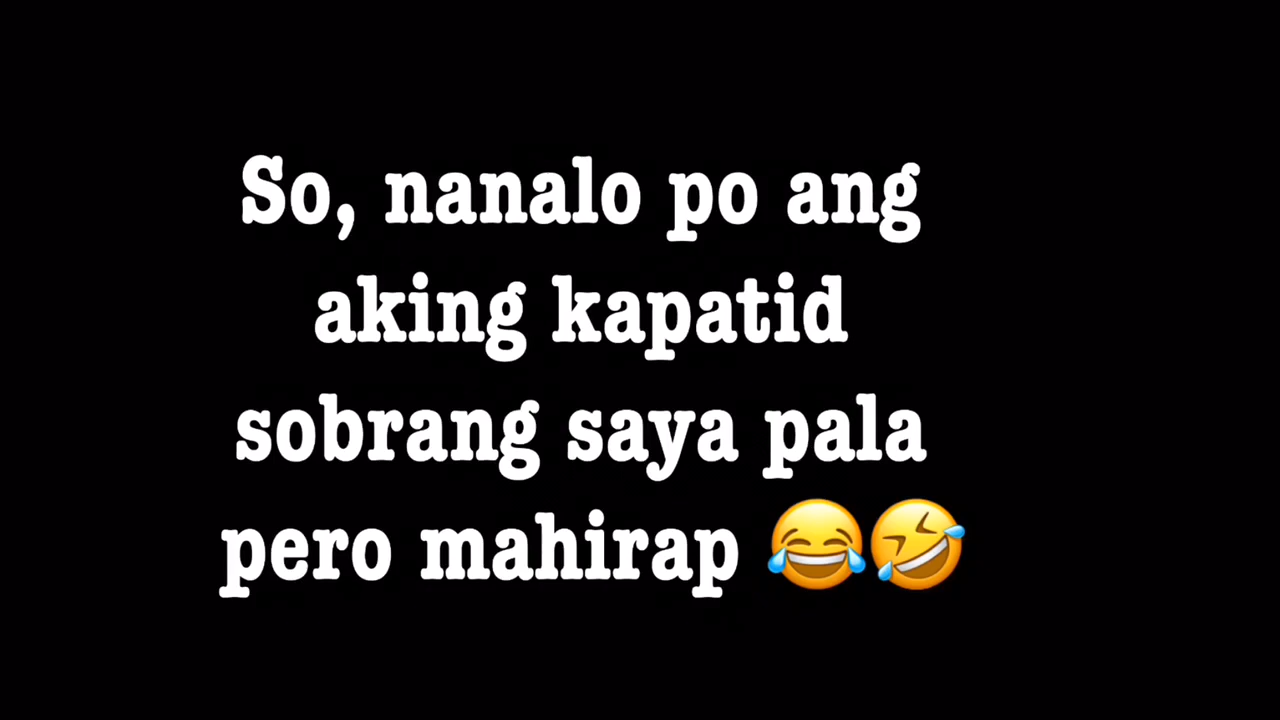 So, nanalo po ang
aking kapatid
sobrang saya pala
pero mahirap 😂🤣